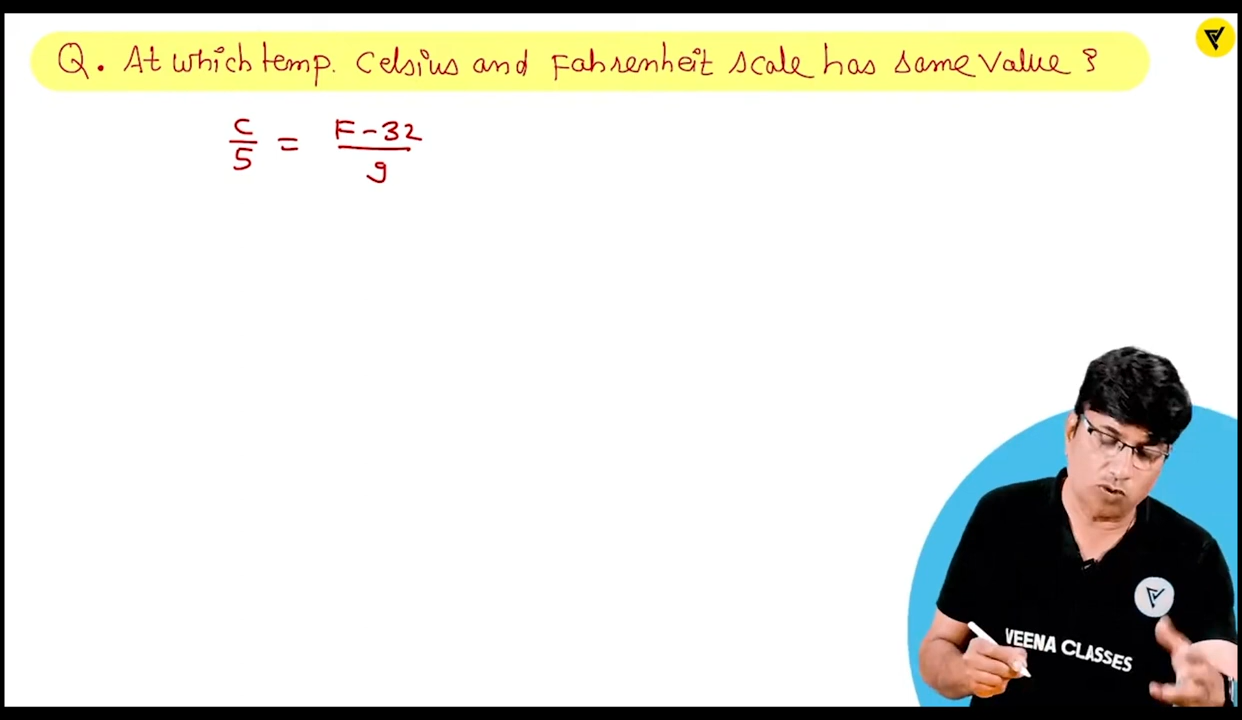 Q. At which temp. Celsius and Fahrenheit scale has same value ?
C/5 = F-32/9
VEENA CLASSES